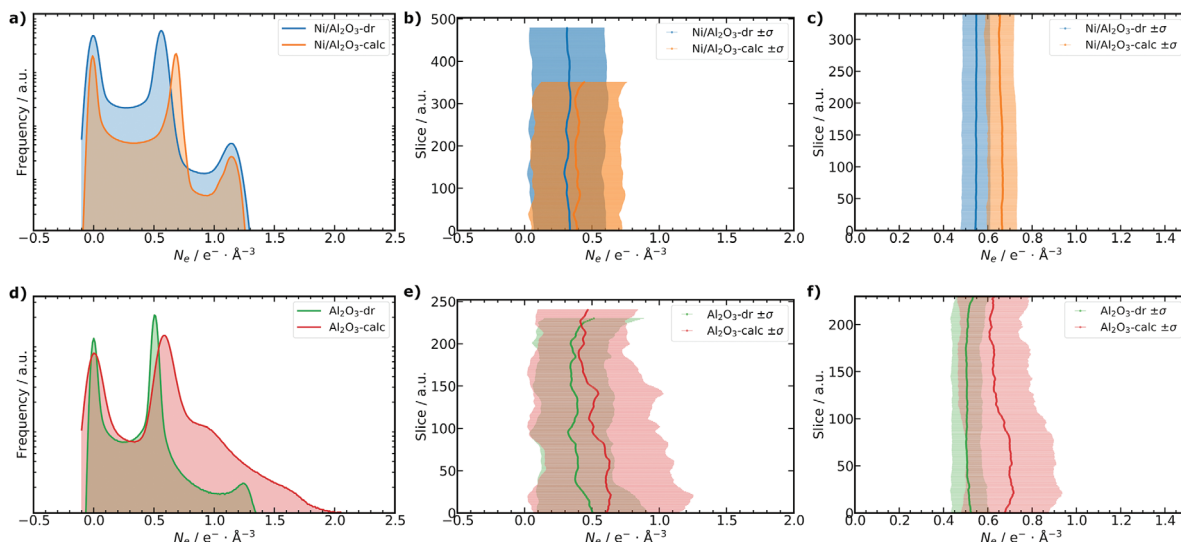 a)
Frequency / a.u.
Ni/Al₂O₃-dr
Ni/Al₂O₃-calc
−0.5 0.0 0.5 1.0 1.5 2.0 2.5
Nₑ / e⁻ · Å⁻³
b)
Slice / a.u.
500
400
300
200
100
0
Ni/Al₂O₃-dr ±σ
Ni/Al₂O₃-calc ±σ
−0.5 0.0 0.5 1.0 1.5 2.0
Nₑ / e⁻ · Å⁻³
c)
Slice / a.u.
300
250
200
150
100
50
0
Ni/Al₂O₃-dr ±σ
Ni/Al₂O₃-calc ±σ
0.0 0.2 0.4 0.6 0.8 1.0 1.2 1.4
Nₑ / e⁻ · Å⁻³
d)
Frequency / a.u.
Al₂O₃-dr
Al₂O₃-calc
−0.5 0.0 0.5 1.0 1.5 2.0 2.5
Nₑ / e⁻ · Å⁻³
e)
Slice / a.u.
250
200
150
100
50
0
Al₂O₃-dr ±σ
Al₂O₃-calc ±σ
−0.5 0.0 0.5 1.0 1.5 2.0
Nₑ / e⁻ · Å⁻³
f)
Slice / a.u.
200
150
100
50
0
Al₂O₃-dr ±σ
Al₂O₃-calc ±σ
0.0 0.2 0.4 0.6 0.8 1.0 1.2 1.4
Nₑ / e⁻ · Å⁻³